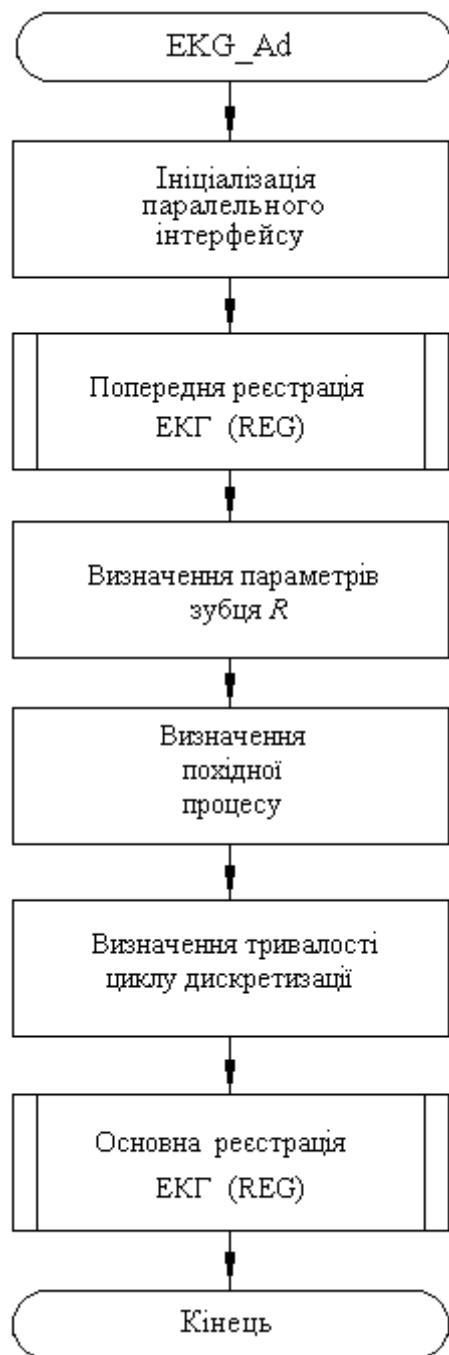 EKG_Ad
Ініціалізація
паралельного
інтерфейсу
Попередня реєстрація
ЕКГ (REG)
Визначення параметрів
зубця R
Визначення
похідної
процесу
Визначення тривалості
циклу дискретизації
Основна реєстрація
ЕКГ (REG)
Кінець